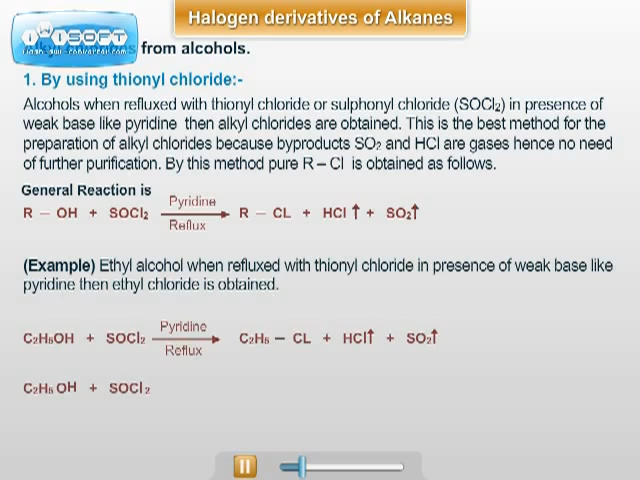 Halogen derivatives of Alkanes
iSOFT
from alcohols.
1. By using thionyl chloride:-
Alcohols when refluxed with thionyl chloride or sulphonyl chloride (SOCl₂) in presence of
weak base like pyridine then alkyl chlorides are obtained. This is the best method for the
preparation of alkyl chlorides because byproducts SO₂ and HCl are gases hence no need
of further purification. By this method pure R – Cl is obtained as follows.
General Reaction is
Pyridine
R – OH + SOCl₂ ⟶ R – CL + HCl ↑ + SO₂↑
Reflux
(Example) Ethyl alcohol when refluxed with thionyl chloride in presence of weak base like
pyridine then ethyl chloride is obtained.
Pyridine
C₂H₅OH + SOCl₂ ⟶ C₂H₅ – CL + HCl↑ + SO₂↑
Reflux
C₂H₅ OH + SOCl ₂